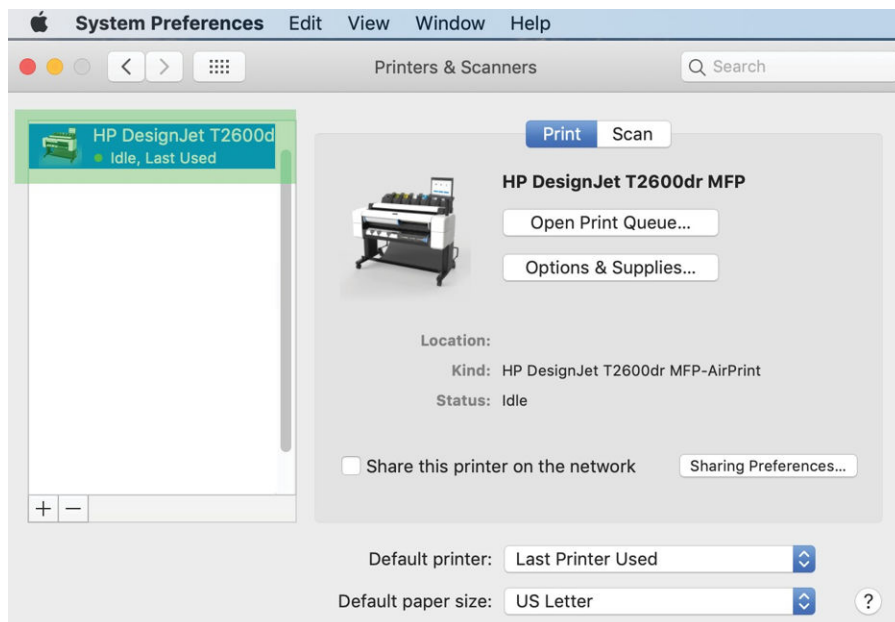 System Preferences Edit View Window Help
Printers & Scanners
Search
HP DesignJet T2600d
Idle, Last Used
Print Scan
HP DesignJet T2600dr MFP
Open Print Queue...
Options & Supplies...
Location:
Kind: HP DesignJet T2600dr MFP-AirPrint
Status: Idle
Share this printer on the network
Sharing Preferences...
+ −
Default printer: Last Printer Used
Default paper size: US Letter
?